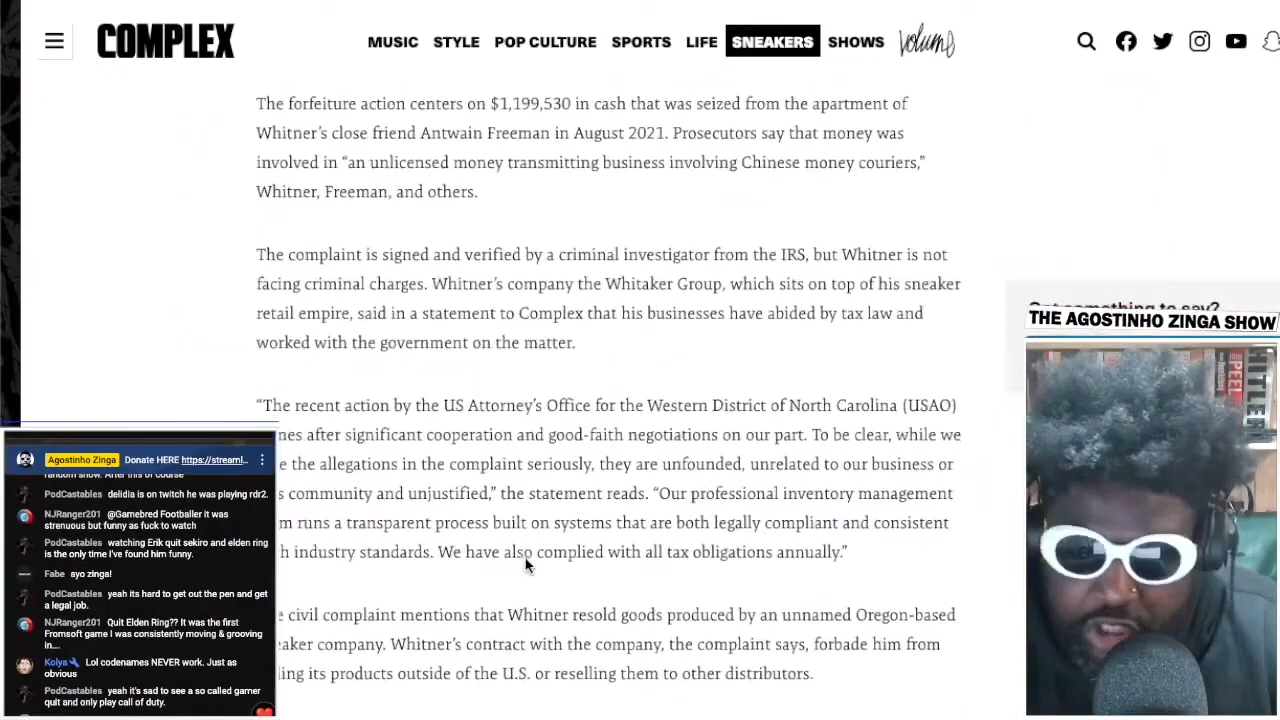 COMPLEX
MUSIC STYLE POP CULTURE SPORTS LIFE SNEAKERS SHOWS Volume
The forfeiture action centers on $1,199,530 in cash that was seized from the apartment of
Whitner's close friend Antwain Freeman in August 2021. Prosecutors say that money was
involved in “an unlicensed money transmitting business involving Chinese money couriers,”
Whitner, Freeman, and others.
The complaint is signed and verified by a criminal investigator from the IRS, but Whitner is not
facing criminal charges. Whitner's company the Whitaker Group, which sits on top of his sneaker
retail empire, said in a statement to Complex that his businesses have abided by tax law and
worked with the government on the matter.
“The recent action by the US Attorney's Office for the Western District of North Carolina (USAO)
nes after significant cooperation and good-faith negotiations on our part. To be clear, while we
e the allegations in the complaint seriously, they are unfounded, unrelated to our business or
s community and unjustified,” the statement reads. “Our professional inventory management
m runs a transparent process built on systems that are both legally compliant and consistent
h industry standards. We have also complied with all tax obligations annually.”
e civil complaint mentions that Whitner resold goods produced by an unnamed Oregon-based
eaker company. Whitner's contract with the company, the complaint says, forbade him from
ling its products outside of the U.S. or reselling them to other distributors.
Got something to say?
THE AGOSTINHO ZINGA SHOW
PEEL
HITLER
Agostinho Zinga Donate HERE https://streaml...
random show. After this of course
PodCastables delidia is on twitch he was playing rdr2.
NJRanger201 @Gamebred Footballer it was
strenuous but funny as fuck to watch
PodCastables watching Erik quit sekiro and elden ring
is the only time I've found him funny.
Fabe ayo zinga!
PodCastables yeah its hard to get out the pen and get
a legal job.
NJRanger201 Quit Elden Ring?? It was the first
Fromsoft game I was consistently moving & grooving
in....
Kolya Lol codenames NEVER work. Just as
obvious
PodCastables yeah it's sad to see a so called gamer
quit and only play call of duty.